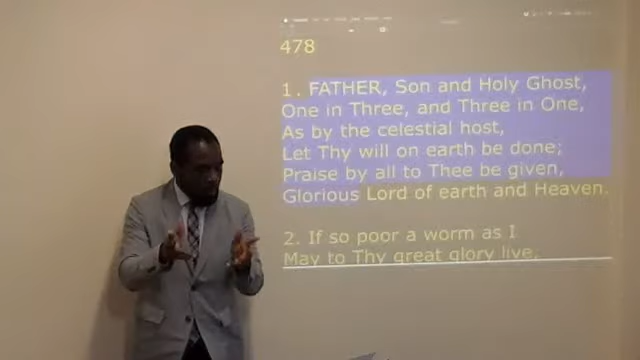 478
1. FATHER, Son and Holy Ghost,
One in Three, and Three in One,
As by the celestial host,
Let Thy will on earth be done;
Praise by all to Thee be given,
Glorious Lord of earth and Heaven.
2. If so poor a worm as I
May to Thy great glory live,